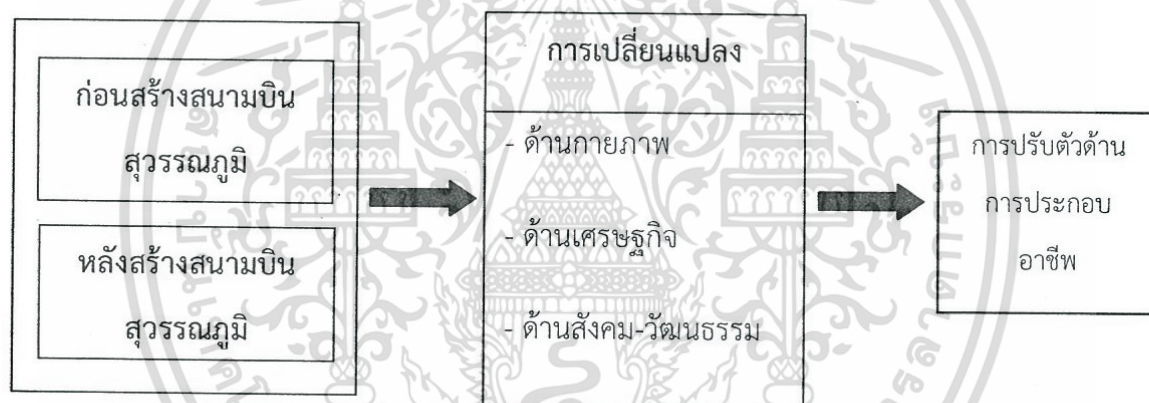 ก่อนสร้างสนามบิน
สุวรรณภูมิ
หลังสร้างสนามบิน
สุวรรณภูมิ
การเปลี่ยนแปลง
- ด้านกายภาพ
- ด้านเศรษฐกิจ
- ด้านสังคม-วัฒนธรรม
การปรับตัวด้าน
การประกอบ
อาชีพ